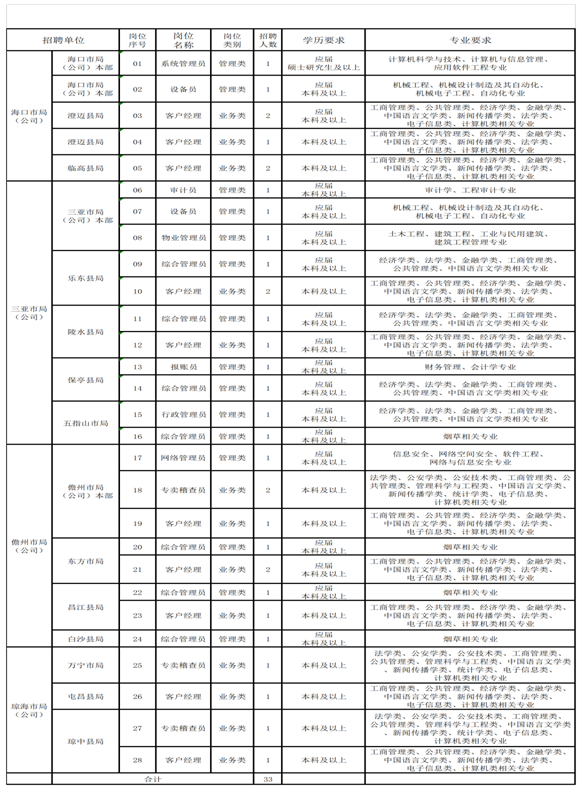 招聘单位 岗位序号 岗位名称 岗位类别 招聘人数 学历要求 专业要求
海口市局（公司） 海口市局（公司）本部 01 系统管理员 管理类 1 应届硕士研究生及以上 计算机科学与技术、计算机与信息管理、应用软件工程专业
海口市局（公司）本部 02 设备员 管理类 1 应届本科及以上 机械工程、机械设计制造及其自动化、机械电子工程、自动化专业
澄迈县局 03 客户经理 业务类 2 应届本科及以上 工商管理类、公共管理类、经济学类、金融学类、中国语言文学类、新闻传播学类、法学类、电子信息类、计算机类相关专业
澄迈县局 04 客户经理 业务类 1 本科及以上 工商管理类、公共管理类、经济学类、金融学类、中国语言文学类、新闻传播学类、法学类、电子信息类、计算机类相关专业
临高县局 05 客户经理 业务类 2 应届本科及以上 工商管理类、公共管理类、经济学类、金融学类、中国语言文学类、新闻传播学类、法学类、电子信息类、计算机类相关专业
三亚市局（公司） 三亚市局（公司）本部 06 审计员 管理类 1 应届本科及以上 审计学、工程审计专业
07 设备员 管理类 1 应届本科及以上 机械工程、机械设计制造及其自动化、机械电子工程、自动化专业
08 物业管理员 管理类 1 应届本科及以上 土木工程、建筑工程、工业与民用建筑、建筑工程管理专业
乐东县局 09 综合管理员 管理类 1 应届本科及以上 经济学类、法学类、金融学类、工商管理类、公共管理类、中国语言文学类相关专业
10 客户经理 业务类 2 应届本科及以上 工商管理类、公共管理类、经济学类、金融学类、中国语言文学类、新闻传播学类、法学类、电子信息类、计算机类相关专业
陵水县局 11 综合管理员 管理类 1 应届本科及以上 经济学类、法学类、金融学类、工商管理类、公共管理类、中国语言文学类相关专业
12 客户经理 业务类 1 应届本科及以上 工商管理类、公共管理类、经济学类、金融学类、中国语言文学类、新闻传播学类、法学类、电子信息类、计算机类相关专业
保亭县局 13 报账员 管理类 1 应届本科及以上 财务管理、会计学专业
14 综合管理员 管理类 1 应届本科及以上 经济学类、法学类、金融学类、工商管理类、公共管理类、中国语言文学类相关专业
五指山市局 15 行政管理员 管理类 1 应届本科及以上 经济学类、法学类、金融学类、工商管理类、公共管理类、中国语言文学类相关专业
16 综合管理员 管理类 1 应届本科及以上 烟草相关专业
儋州市局（公司） 儋州市局（公司）本部 17 网络管理员 管理类 1 应届本科及以上 信息安全、网络空间安全、软件工程、网络与信息安全专业
18 专卖稽查员 业务类 2 本科及以上 法学类、公安学类、公安技术类、工商管理类、公共管理类、管理科学与工程类、中国语言文学类、新闻传播学类、统计学类、电子信息类、计算机类相关专业
19 客户经理 业务类 1 本科及以上 工商管理类、公共管理类、经济学类、金融学类、中国语言文学类、新闻传播学类、法学类、电子信息类、计算机类相关专业
东方市局 20 综合管理员 管理类 1 应届本科及以上 烟草相关专业
21 客户经理 业务类 2 应届本科及以上 工商管理类、公共管理类、经济学类、金融学类、中国语言文学类、新闻传播学类、法学类、电子信息类、计算机类相关专业
昌江县局 22 综合管理员 管理类 1 应届本科及以上 烟草相关专业
23 客户经理 业务类 1 本科及以上 工商管理类、公共管理类、经济学类、金融学类、中国语言文学类、新闻传播学类、法学类、电子信息类、计算机类相关专业
白沙县局 24 综合管理员 管理类 1 应届本科及以上 烟草相关专业
琼海市局（公司） 万宁市局 25 专卖稽查员 业务类 1 本科及以上 法学类、公安学类、公安技术类、工商管理类、公共管理类、管理科学与工程类、中国语言文学类、新闻传播学类、统计学类、电子信息类、计算机类相关专业
屯昌县局 26 客户经理 业务类 1 本科及以上 工商管理类、公共管理类、经济学类、金融学类、中国语言文学类、新闻传播学类、法学类、电子信息类、计算机类相关专业
琼中县局 27 专卖稽查员 业务类 1 本科及以上 法学类、公安学类、公安技术类、工商管理类、公共管理类、管理科学与工程类、中国语言文学类、新闻传播学类、统计学类、电子信息类、计算机类相关专业
28 客户经理 业务类 1 本科及以上 工商管理类、公共管理类、经济学类、金融学类、中国语言文学类、新闻传播学类、法学类、电子信息类、计算机类相关专业
合计 33